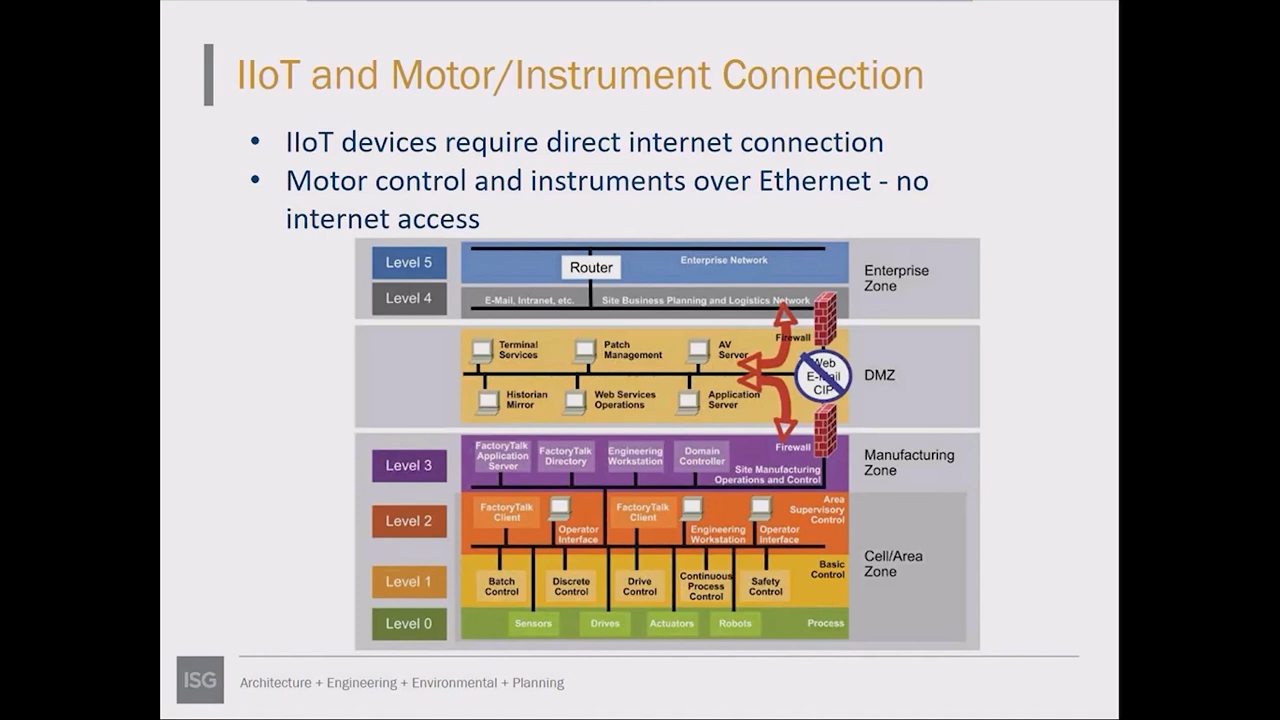 IIoT and Motor/Instrument Connection
• IIoT devices require direct internet connection
• Motor control and instruments over Ethernet - no
internet access
Level 5
Router
Enterprise Network
Enterprise
Zone
Level 4
E-Mail, Intranet, etc.
Site Business Planning and Logistics Network
Terminal
Services
Patch
Management
AV
Server
Firewall
Web
E-Mail
CIP
DMZ
Historian
Mirror
Web Services
Operations
Application
Server
Level 3
FactoryTalk
Application
Server
FactoryTalk
Directory
Engineering
Workstation
Domain
Controller
Firewall
Site Manufacturing
Operations and Control
Manufacturing
Zone
Level 2
FactoryTalk
Client
Operator
Interface
FactoryTalk
Client
Engineering
Workstation
Operator
Interface
Area
Supervisory
Control
Cell/Area
Zone
Level 1
Batch
Control
Discrete
Control
Drive
Control
Continuous
Process
Control
Safety
Control
Basic
Control
Level 0
Sensors
Drives
Actuators
Robots
Process
ISG
Architecture + Engineering + Environmental + Planning